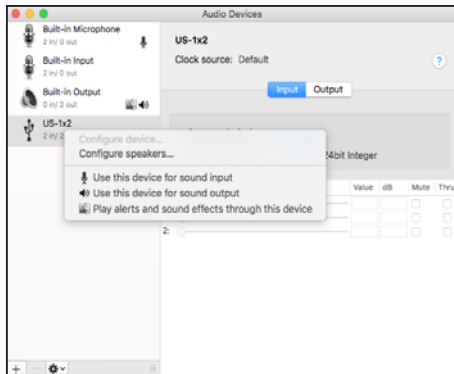 Audio Devices
Built-in Microphone
2 in/ 0 out
Built-in Input
2 in/ 0 out
Built-in Output
0 in/ 2 out
US-1x2
2 in/ 2
US-1x2
Clock source: Default
?
Input Output
24bit Integer
Configure device...
Configure speakers...
Use this device for sound input
Use this device for sound output
Play alerts and sound effects through this device
Value dB Mute Thru
2: